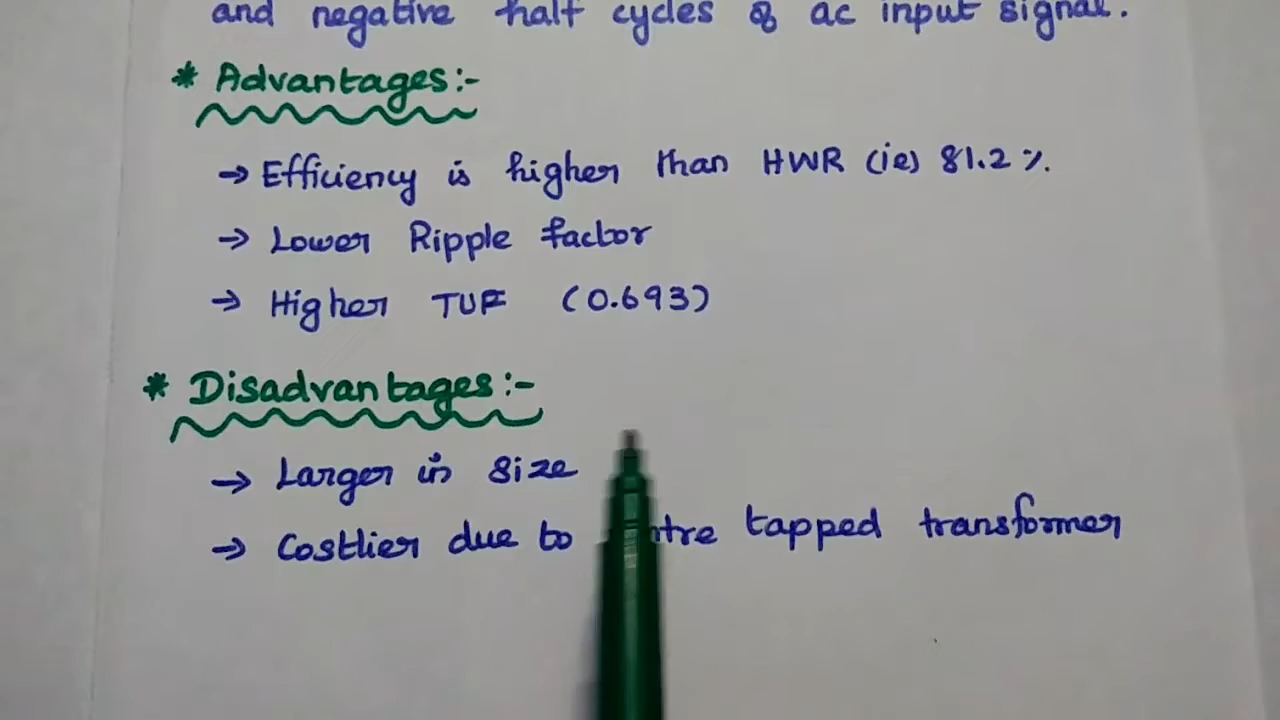 and negative half cycles of ac input signal.
* Advantages:-
→ Efficiency is higher than HWR (ie) 81.2%.
→ Lower Ripple factor
→ Higher TUF (0.693)
* Disadvantages:-
→ Larger in size
→ Costlier due to tapped transformer